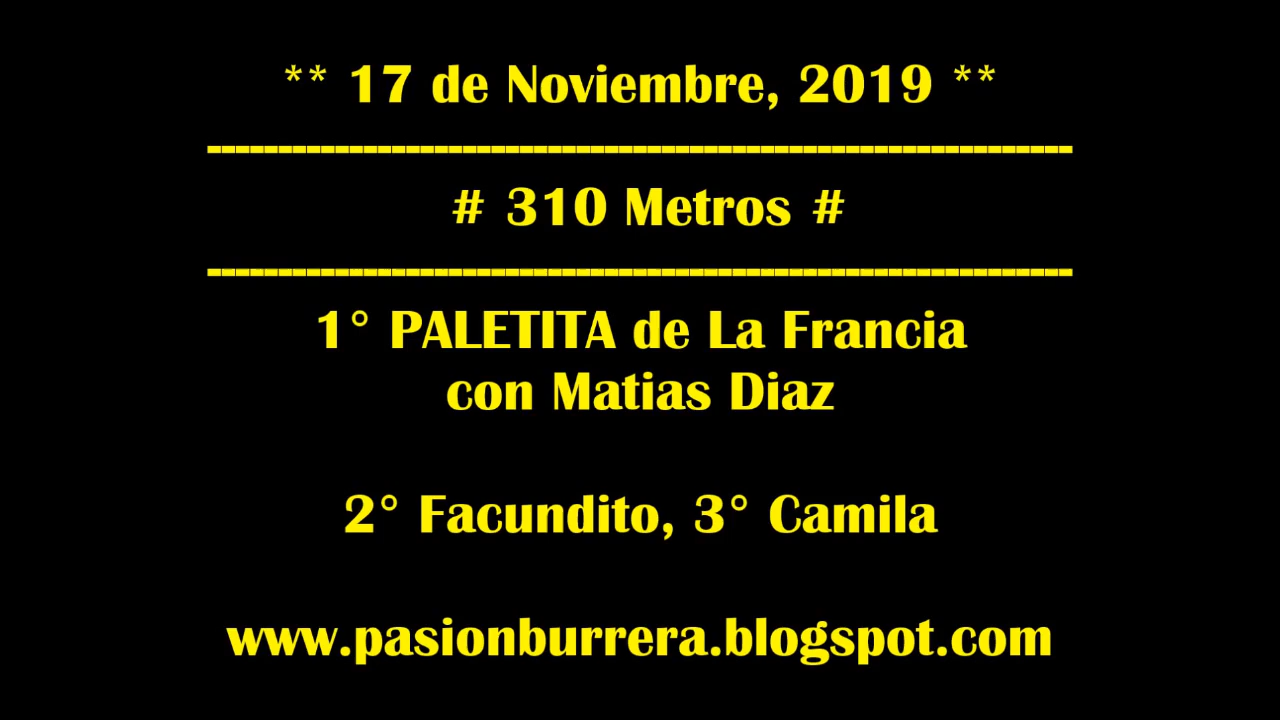 ** 17 de Noviembre, 2019 **
------------------------------------------------------------
# 310 Metros #
------------------------------------------------------------
1° PALETITA de La Francia
con Matias Diaz
2° Facundito, 3° Camila
www.pasionburrera.blogspot.com